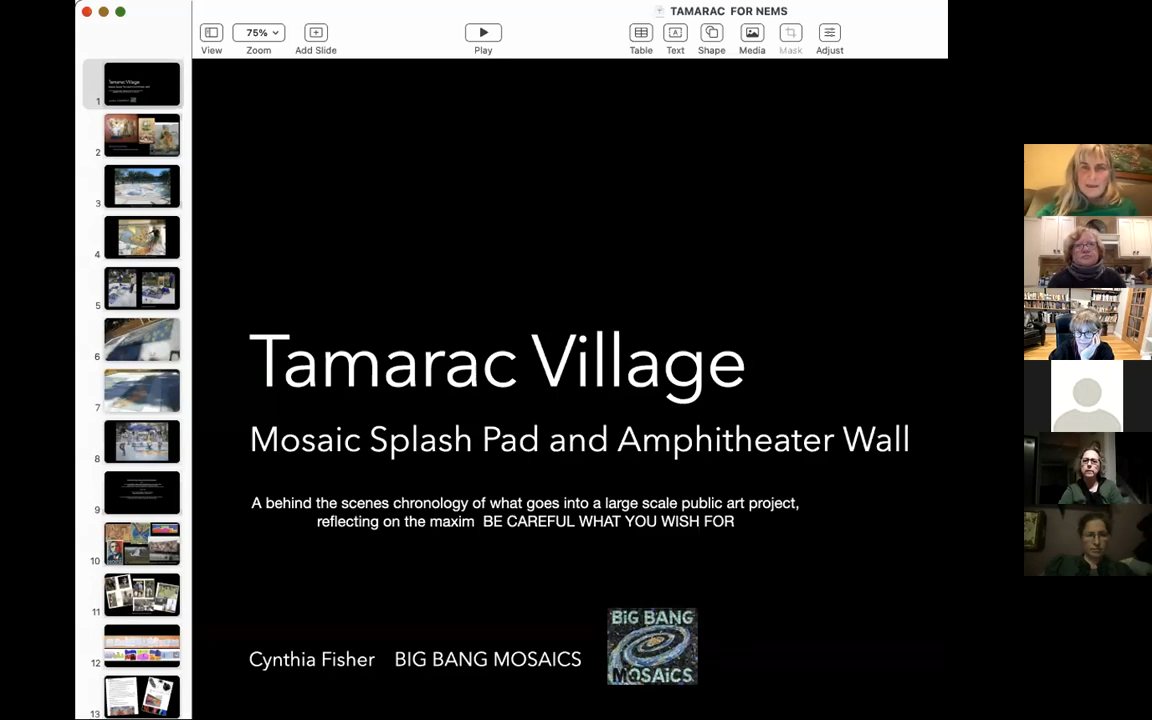 TAMARAC FOR NEMS
75%
View
Zoom
Add Slide
Play
Table
Text
Shape
Media
Mask
Adjust
1
2
3
4
5
6
7
8
9
10
11
12
13
Tamarac Village
Tamarac Village
Mosaic Splash Pad and Amphitheater Wall
A behind the scenes chronology of what goes into a large scale public art project,
reflecting on the maxim BE CAREFUL WHAT YOU WISH FOR
Cynthia Fisher BIG BANG MOSAICS
BiG BANG
MOSAiCS